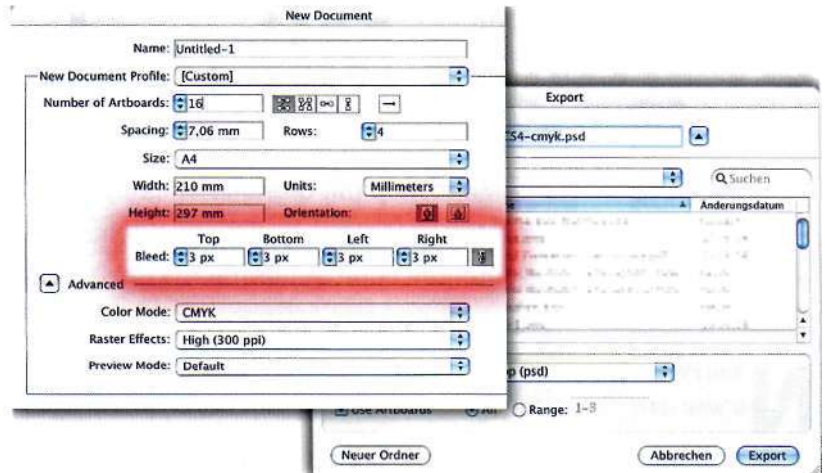 New Document
Name: Untitled-1
New Document Profile: [Custom]
Number of Artboards: 16
Spacing: 7,06 mm Rows: 4
Size: A4
Width: 210 mm Units: Millimeters
Height: 297 mm Orientation:
Top Bottom Left Right
Bleed: 3 px 3 px 3 px 3 px
Advanced
Color Mode: CMYK
Raster Effects: High (300 ppi)
Preview Mode: Default
Export
CS4-cmyk.psd
Suchen
Änderungsdatum
(psd)
Use Artboards All Range: 1-3
Neuer Ordner Abbrechen Export